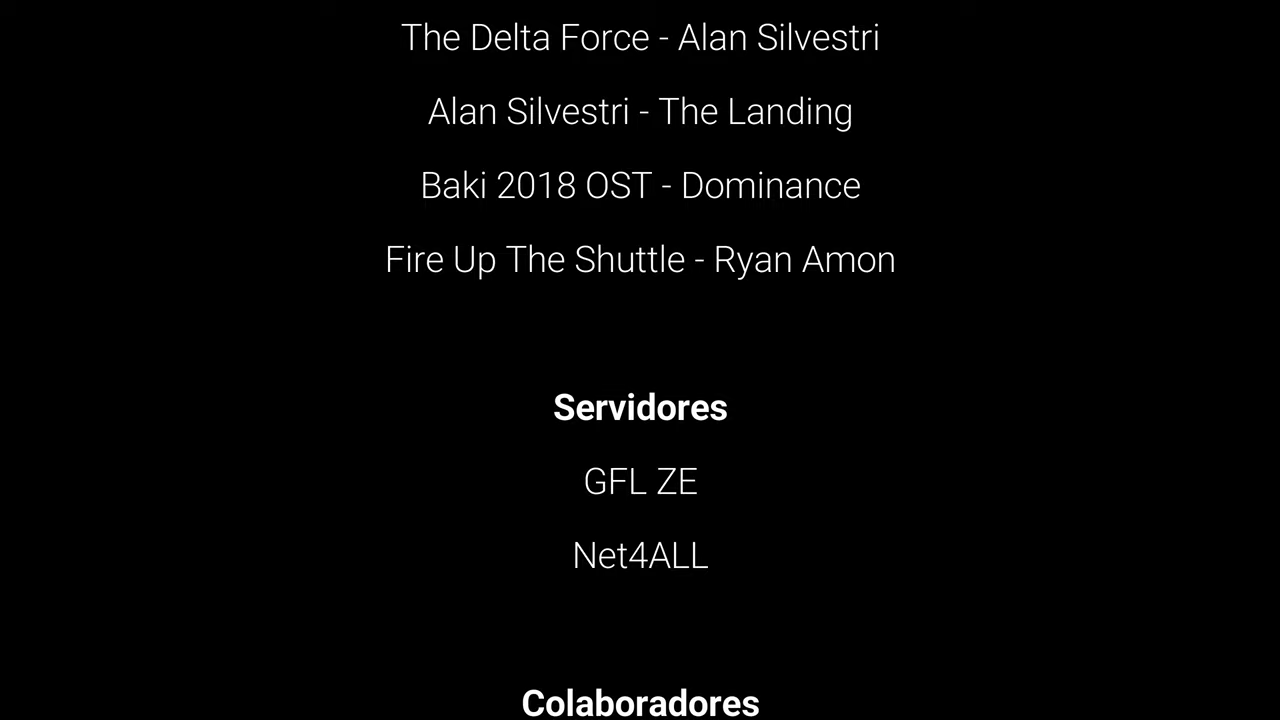 The Delta Force - Alan Silvestri
Alan Silvestri - The Landing
Baki 2018 OST - Dominance
Fire Up The Shuttle - Ryan Amon
Servidores
GFL ZE
Net4ALL
Colaboradores